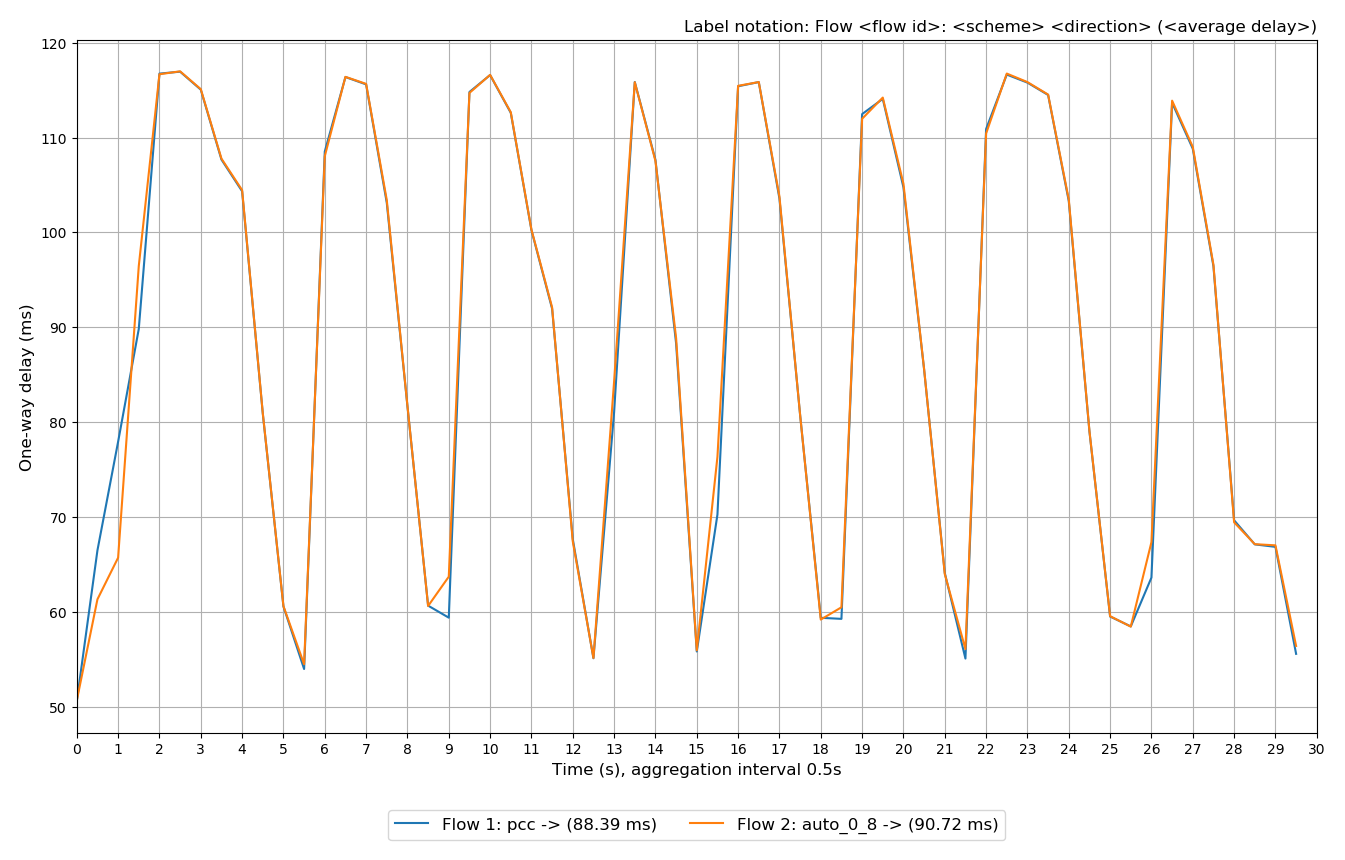 Label notation: Flow <flow id>: <scheme> <direction> (<average delay>)
120
110
100
90
80
70
60
50
One-way delay (ms)
0 1 2 3 4 5 6 7 8 9 10 11 12 13 14 15 16 17 18 19 20 21 22 23 24 25 26 27 28 29 30
Time (s), aggregation interval 0.5s
Flow 1: pcc -> (88.39 ms) Flow 2: auto_0_8 -> (90.72 ms)